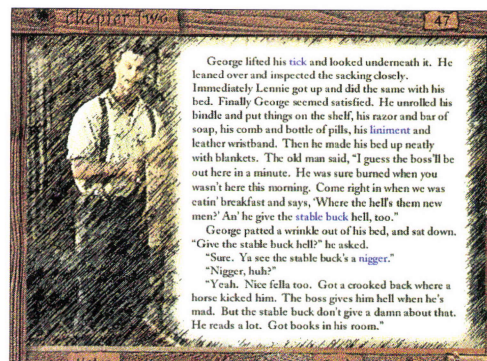 Chapter Two
47
George lifted his tick and looked underneath it. He
leaned over and inspected the sacking closely.
Immediately Lennie got up and did the same with his
bed. Finally George seemed satisfied. He unrolled his
bindle and put things on the shelf, his razor and bar of
soap, his comb and bottle of pills, his liniment and
leather wristband. Then he made his bed up neatly
with blankets. The old man said, "I guess the boss'll be
out here in a minute. He was sure burned when you
wasn't here this morning. Come right in when we was
eatin' breakfast and says, 'Where the hell's them new
men?' An' he give the stable buck hell, too."
George patted a wrinkle out of his bed, and sat down.
"Give the stable buck hell?" he asked.
"Sure. Ya see the stable buck's a nigger."
"Nigger, huh?"
"Yeah. Nice fella too. Got a crooked back where a
horse kicked him. The boss gives him hell when he's
mad. But the stable buck don't give a damn about that.
He reads a lot. Got books in his room."